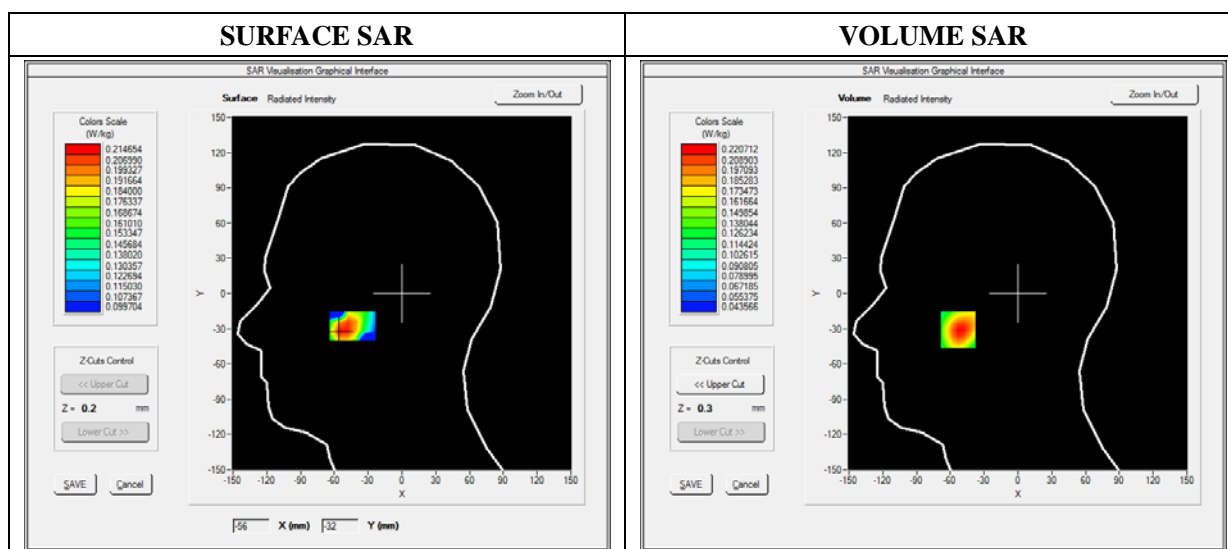 SURFACE SAR
VOLUME SAR
SAR Visualisation Graphical Interface
Surface Radiated Intensity
Zoom In/Out
Colors Scale
(W/kg)
0.214654
0.206990
0.199327
0.191664
0.184000
0.176337
0.168674
0.161010
0.153347
0.145684
0.138020
0.130357
0.122694
0.115030
0.107367
0.099704
150
120
90
60
30
0
-30
-60
-90
-120
-150
Y
-150 -120 -90 -60 -30 0 30 60 90 120 150
X
Z-Cuts Control
<< Upper Cut
Z = 0.2 mm
Lower Cut >>
SAVE Cancel
-56 X (mm) -32 Y (mm)
SAR Visualisation Graphical Interface
Volume Radiated Intensity
Zoom In/Out
Colors Scale
(W/kg)
0.220712
0.208903
0.197093
0.185283
0.173473
0.161664
0.149854
0.138044
0.126234
0.114424
0.102615
0.090805
0.078995
0.067185
0.055375
0.043566
150
120
90
60
30
0
-30
-60
-90
-120
-150
Y
-150 -120 -90 -60 -30 0 30 60 90 120 150
X
Z-Cuts Control
<< Upper Cut
Z = 0.3 mm
Lower Cut >>
SAVE Cancel